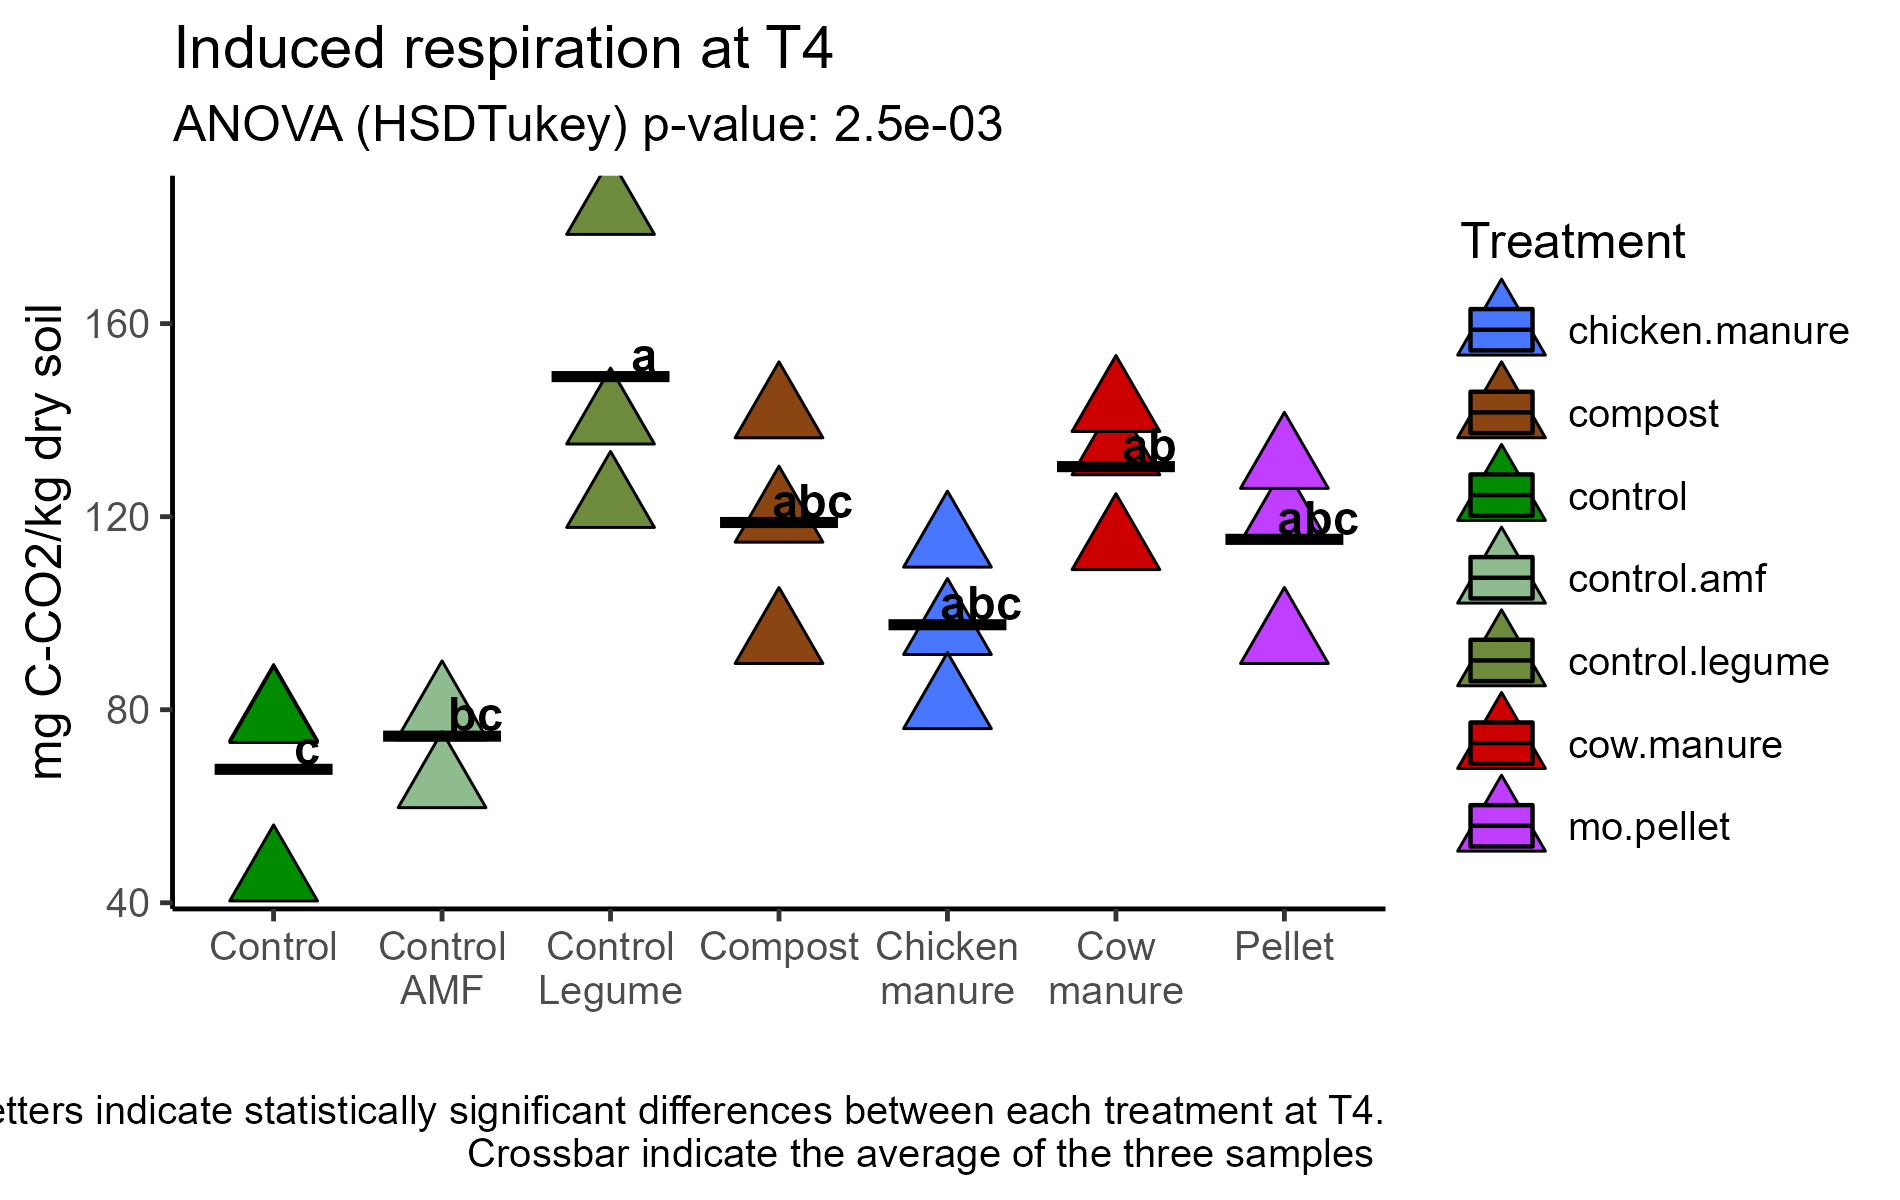 Induced respiration at T4
ANOVA (HSDTukey) p-value: 2.5e-03
mg C-CO2/kg dry soil
160
120
80
40
a
abc
abc
ab
abc
bc
c
Control
Control
AMF
Control
Legume
Compost
Chicken
manure
Cow
manure
Pellet
Treatment
chicken.manure
compost
control
control.amf
control.legume
cow.manure
mo.pellet
indicate statistically significant differences between each treatment at T4.
Crossbar indicate the average of the three samples